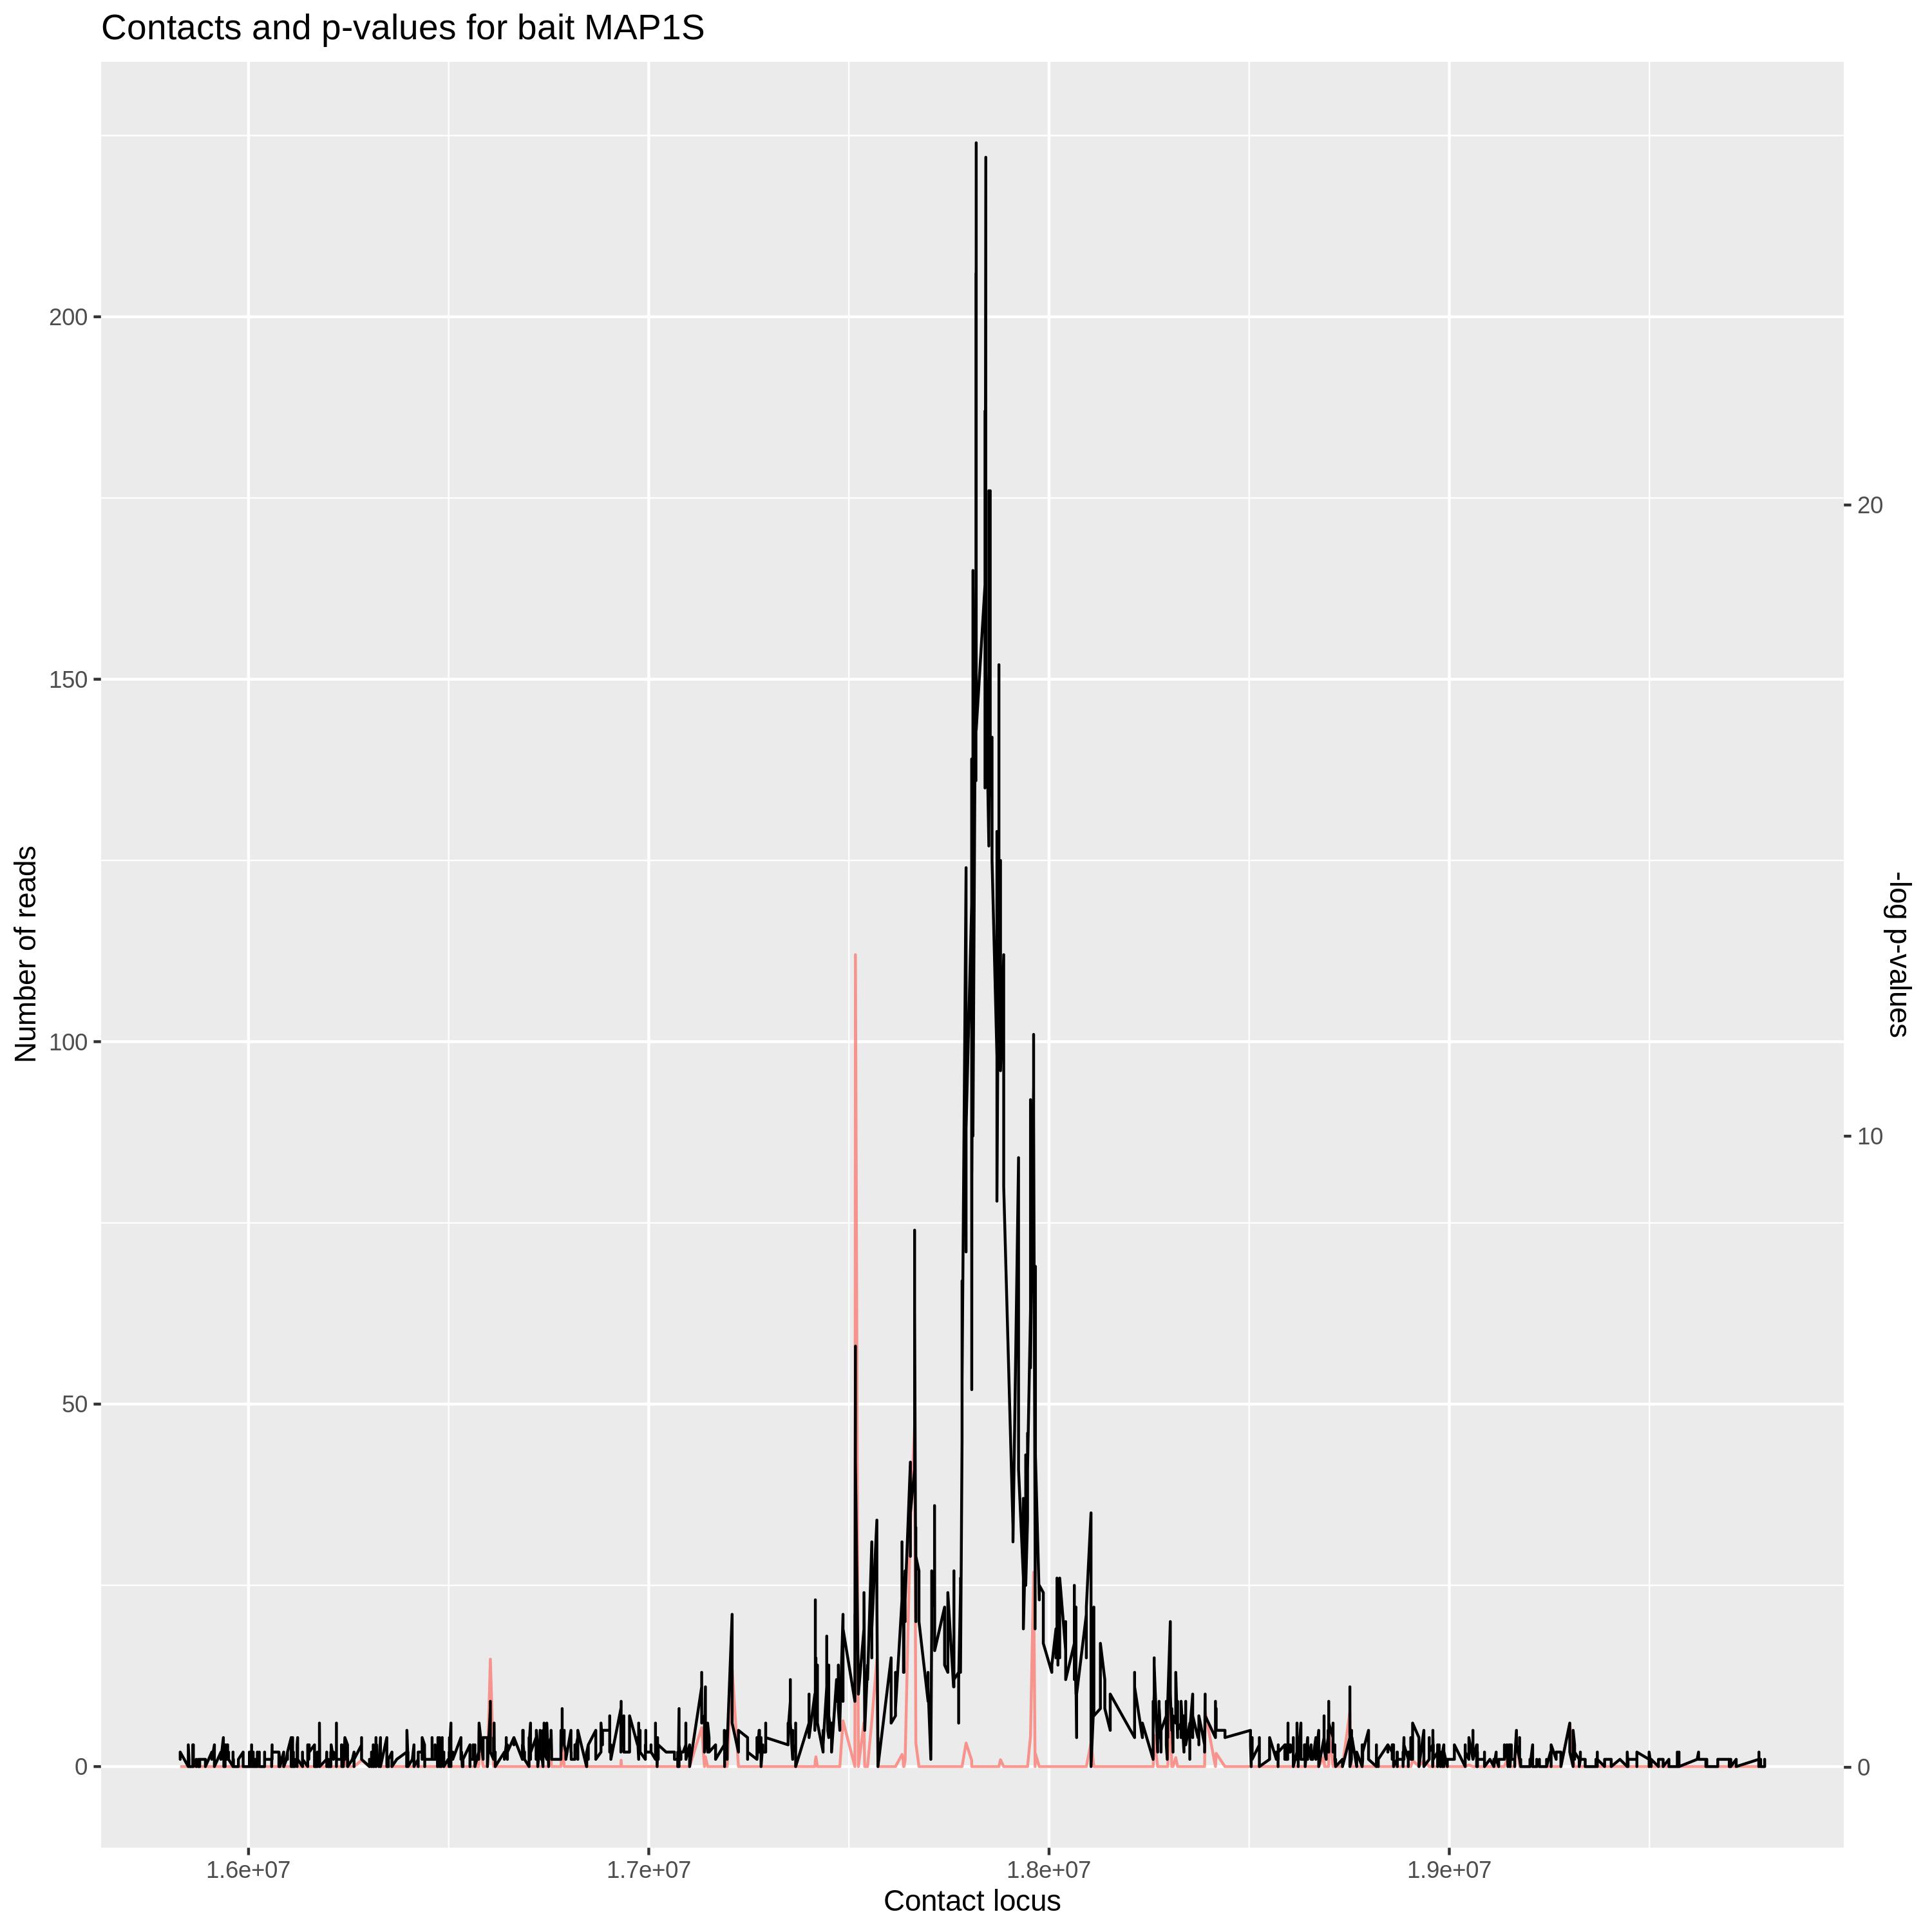 Contacts and p-values for bait MAP1S
200
150
100
50
0
Number of reads
20
10
0
-log p-values
1.6e+07
1.7e+07
1.8e+07
1.9e+07
Contact locus